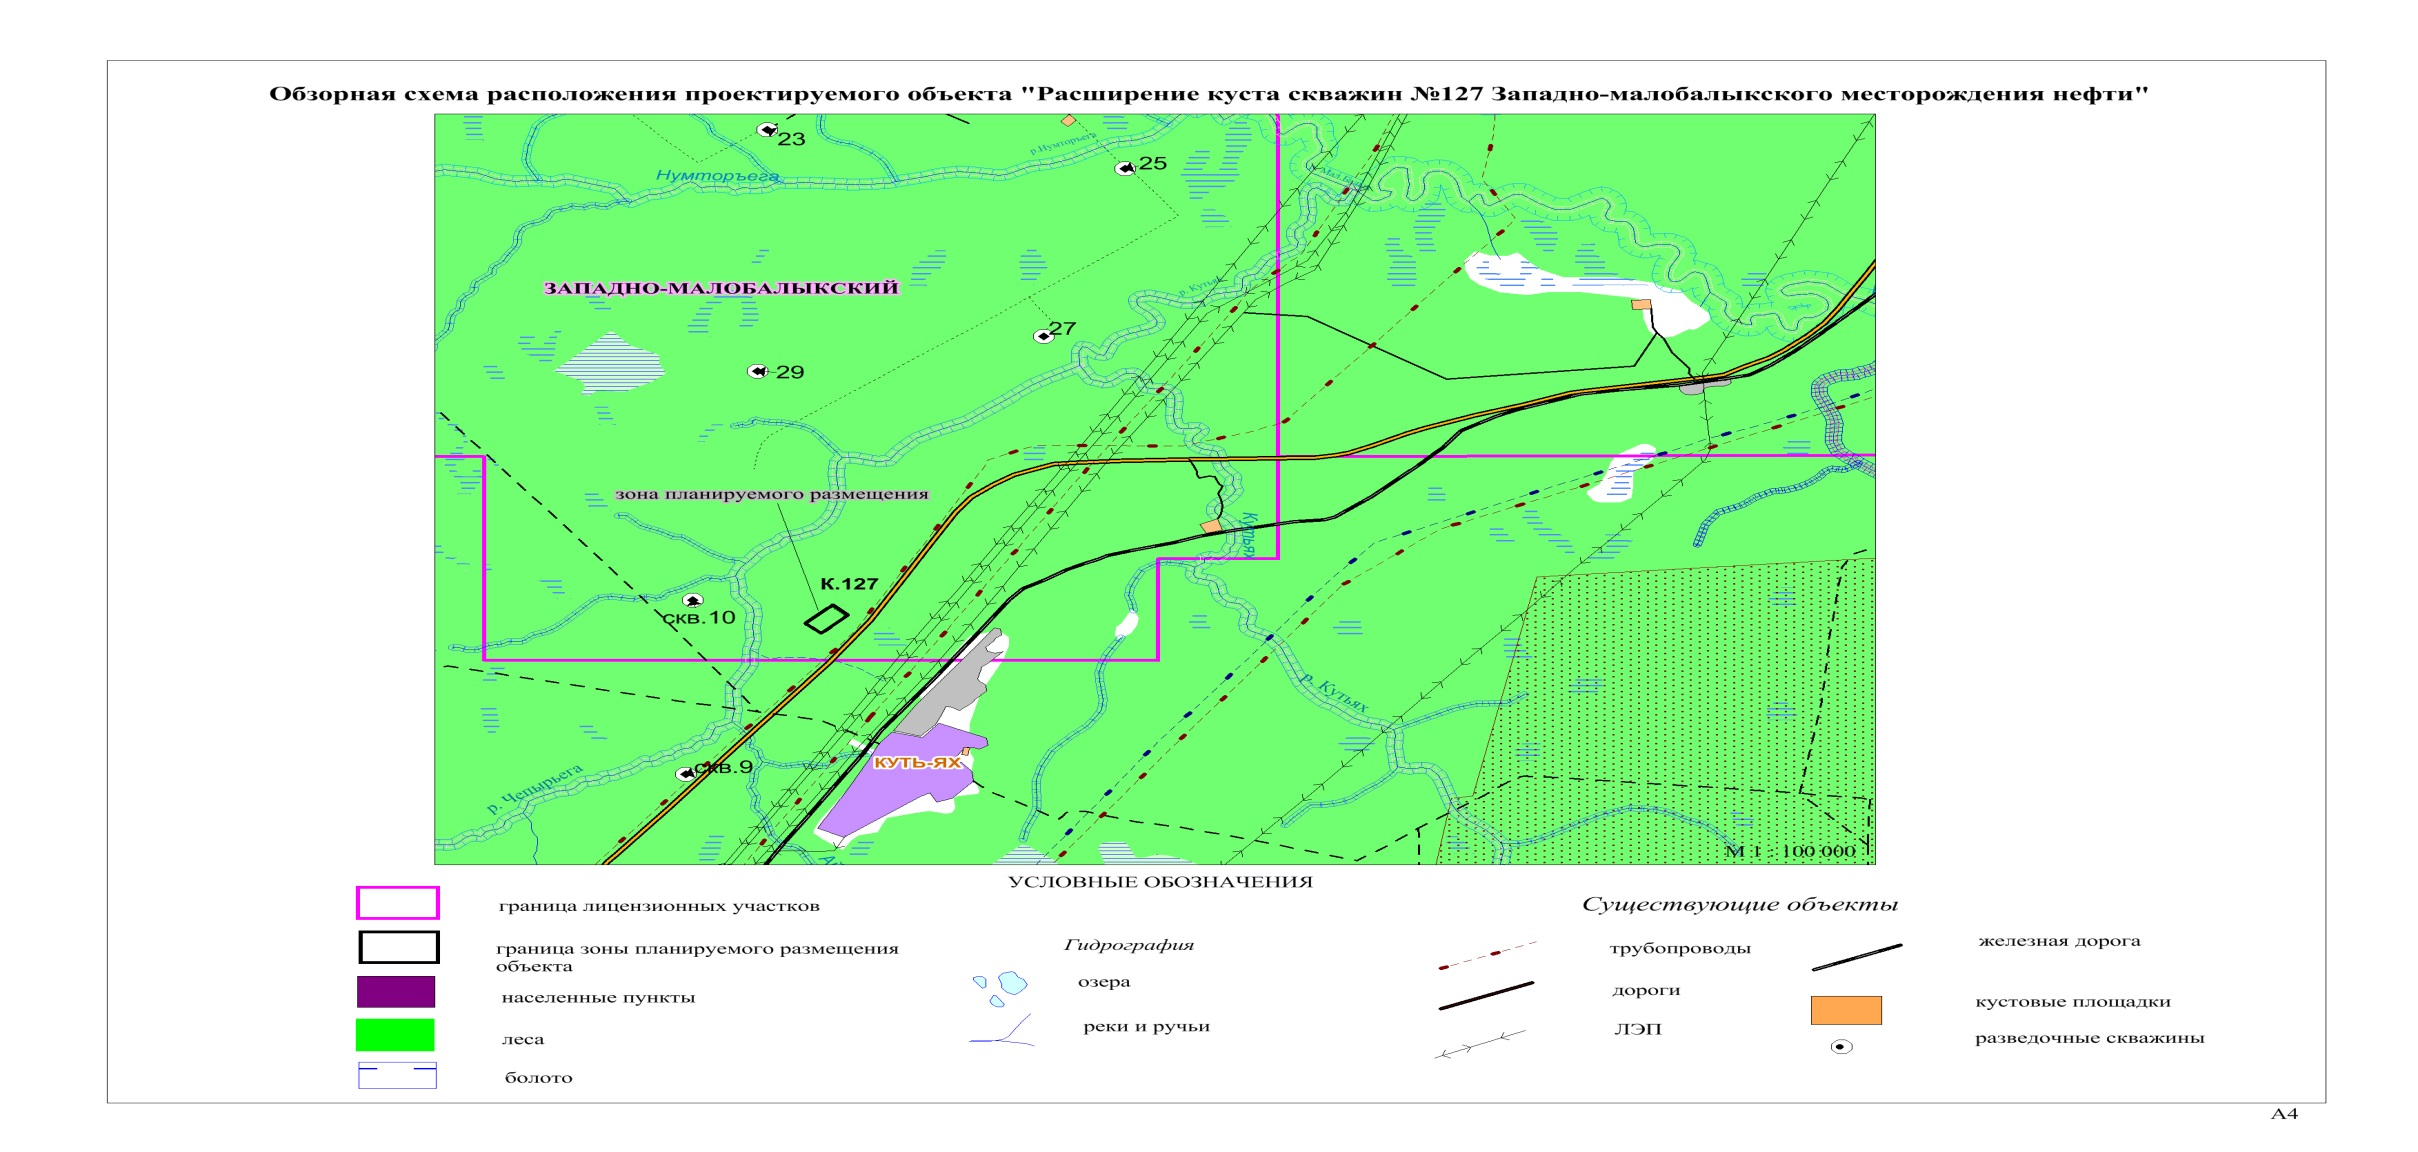 Обзорная схема расположения проектируемого объекта "Расширение куста скважин №127 Западно-малобалыкского месторождения нефти"
23
25
р.Нумторъега
Нумторъега
ЗАПАДНО-МАЛОБАЛЫКСКИЙ
27
29
зона планируемого размещения
Кутьях
К.127
скв.10
р. Кутьях
скв.9
КУТЬ-ЯХ
р. Чепырьега
М 1 : 100 000
УСЛОВНЫЕ ОБОЗНАЧЕНИЯ
граница лицензионных участков
граница зоны планируемого размещения
объекта
населенные пункты
леса
болото
Гидрография
озера
реки и ручьи
Существующие объекты
трубопроводы
дороги
ЛЭП
железная дорога
кустовые площадки
разведочные скважины
А4